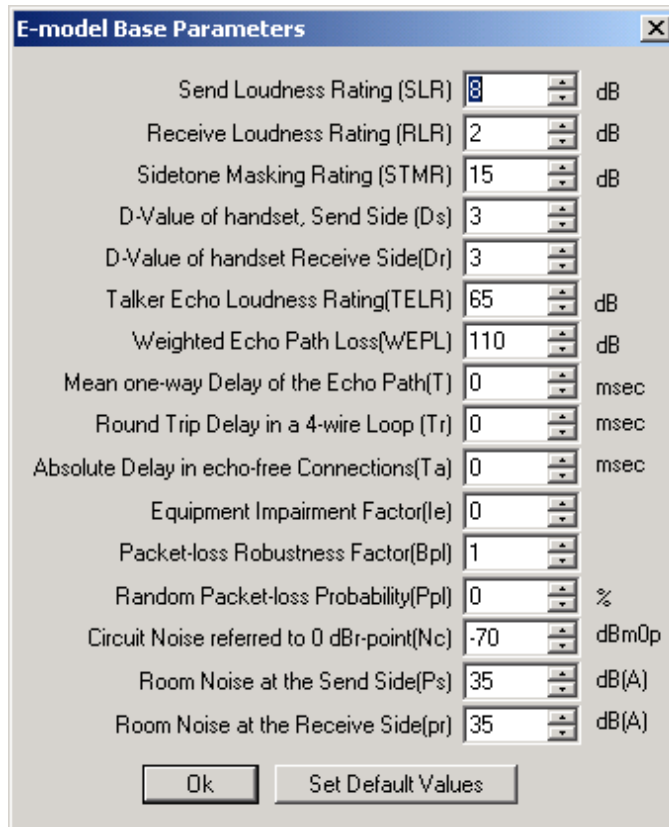 E-model Base Parameters
Send Loudness Rating (SLR) 8 dB
Receive Loudness Rating (RLR) 2 dB
Sidetone Masking Rating (STMR) 15 dB
D-Value of handset, Send Side (Ds) 3
D-Value of handset Receive Side(Dr) 3
Talker Echo Loudness Rating(TELR) 65 dB
Weighted Echo Path Loss(WEPL) 110 dB
Mean one-way Delay of the Echo Path(T) 0 msec
Round Trip Delay in a 4-wire Loop (Tr) 0 msec
Absolute Delay in echo-free Connections(Ta) 0 msec
Equipment Impairment Factor(Ie) 0
Packet-loss Robustness Factor(Bpl) 1
Random Packet-loss Probability(Ppl) 0 %
Circuit Noise referred to 0 dBr-point(Nc) -70 dBm0p
Room Noise at the Send Side(Ps) 35 dB(A)
Room Noise at the Receive Side(pr) 35 dB(A)
Ok Set Default Values